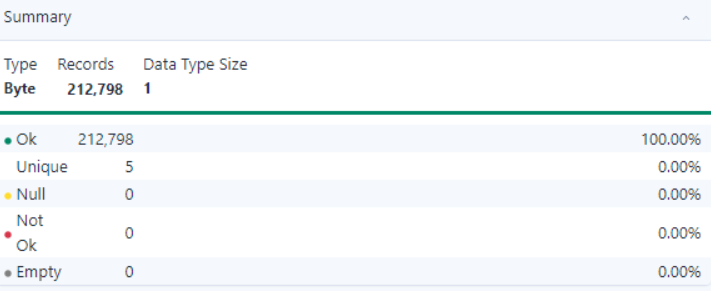 Summary
Type Records Data Type Size
Byte 212,798 1
Ok 212,798 100.00%
Unique 5 0.00%
Null 0 0.00%
Not
Ok 0 0.00%
Empty 0 0.00%